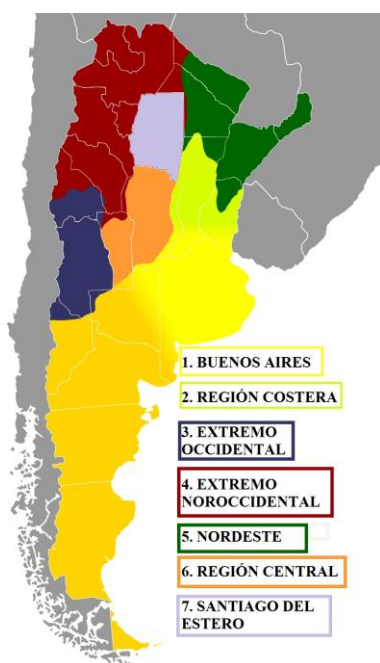 1. BUENOS AIRES
2. REGIÓN COSTERA
3. EXTREMO
OCCIDENTAL
4. EXTREMO
NOROCCIDENTAL
5. NORDESTE
6. REGIÓN CENTRAL
7. SANTIAGO DEL
ESTERO